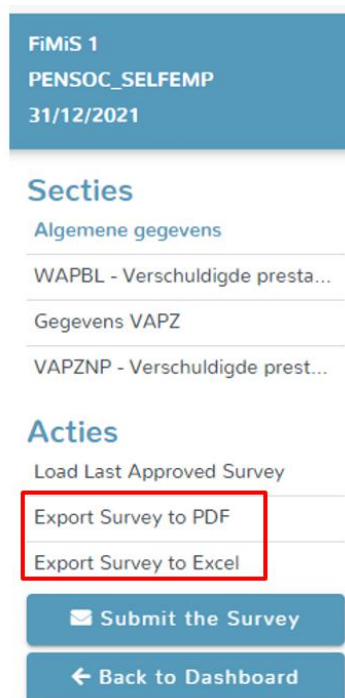 FiMiS 1
PENSOC_SELFEMP
31/12/2021
Secties
Algemene gegevens
WAPBL - Verschuldigde presta...
Gegevens VAPZ
VAPZNP - Verschuldigde prest...
Acties
Load Last Approved Survey
Export Survey to PDF
Export Survey to Excel
Submit the Survey
Back to Dashboard